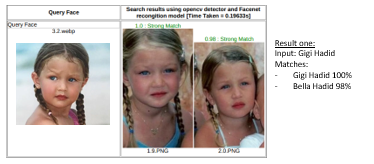 Query Face
Search results using opencv detector and Facenet
recongition model [Time Taken = 0.19633s]
Query Face
3.2.webp
1.0 : Strong Match
0.98 : Strong Match
1.9.PNG
2.0.PNG
Result one:
Input: Gigi Hadid
Matches:
- Gigi Hadid 100%
- Bella Hadid 98%